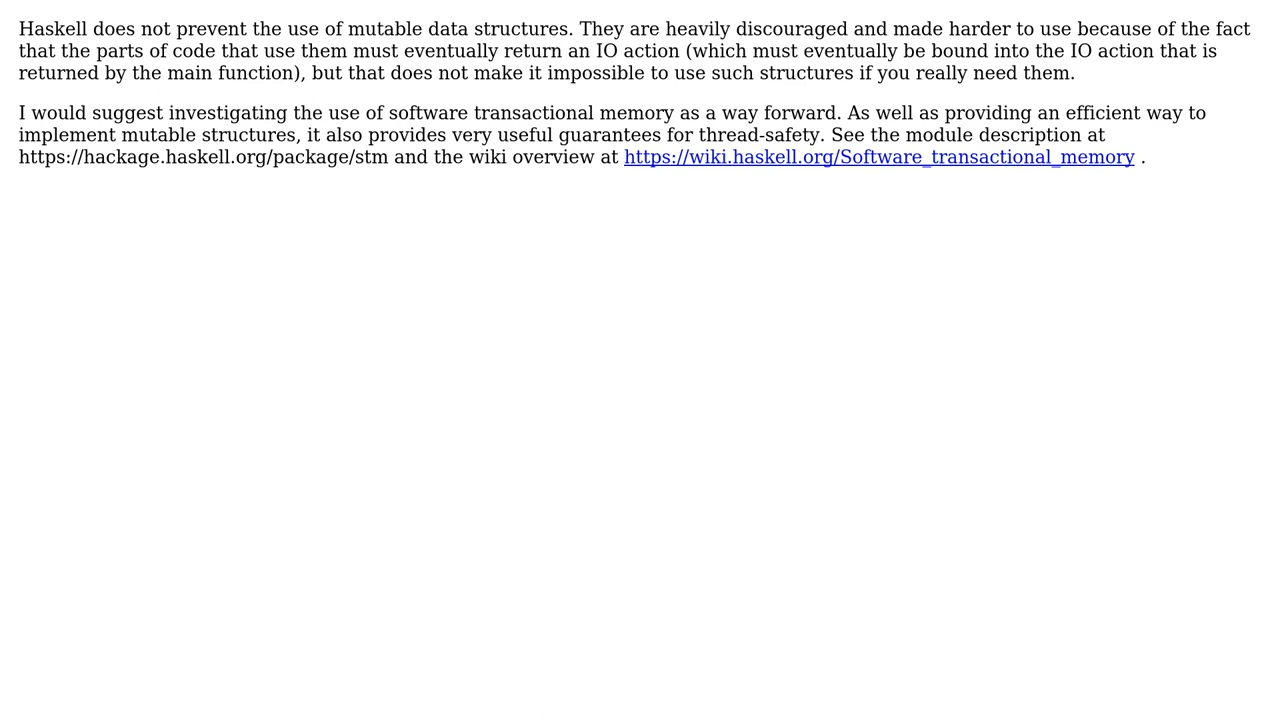 Haskell does not prevent the use of mutable data structures. They are heavily discouraged and made harder to use because of the fact
that the parts of code that use them must eventually return an IO action (which must eventually be bound into the IO action that is
returned by the main function), but that does not make it impossible to use such structures if you really need them.
I would suggest investigating the use of software transactional memory as a way forward. As well as providing an efficient way to
implement mutable structures, it also provides very useful guarantees for thread-safety. See the module description at
https://hackage.haskell.org/package/stm and the wiki overview at https://wiki.haskell.org/Software_transactional_memory .